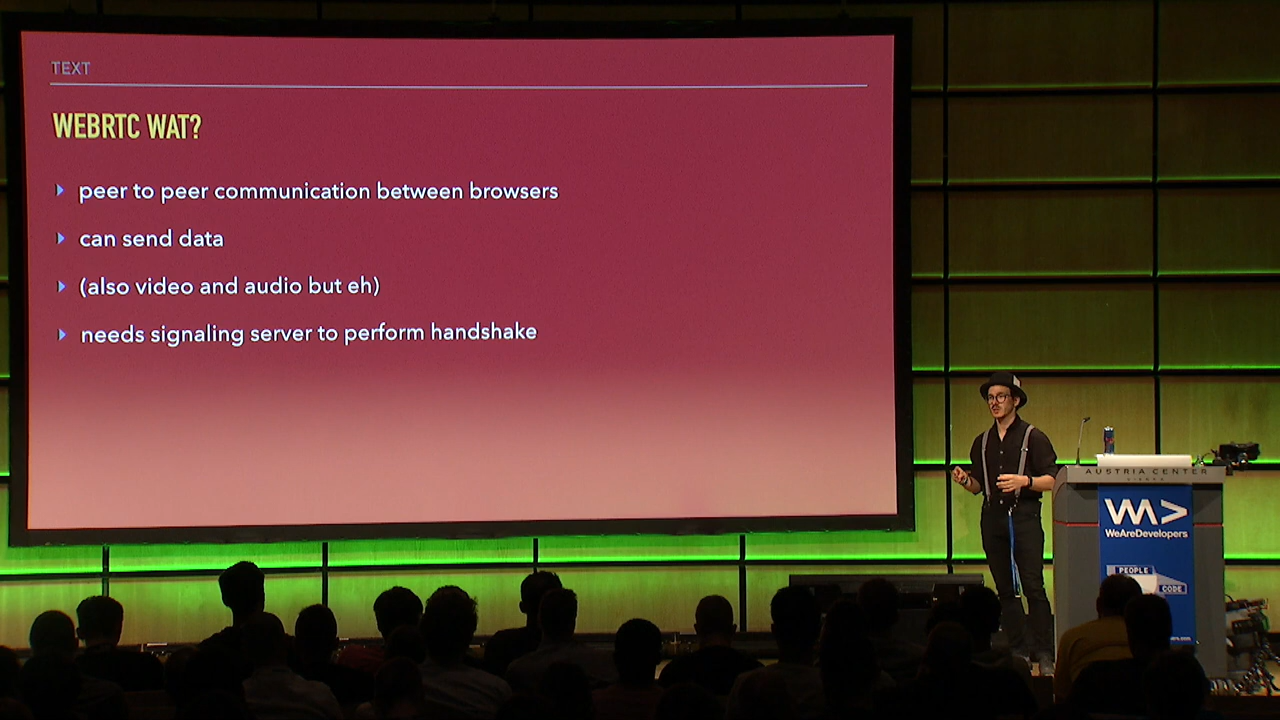 TEXT
WEBRTC WAT?
peer to peer communication between browsers
can send data
(also video and audio but eh)
needs signaling server to perform handshake
AUSTRIA CENTER
VIENNA
WeAreDevelopers
PEOPLE
CODE